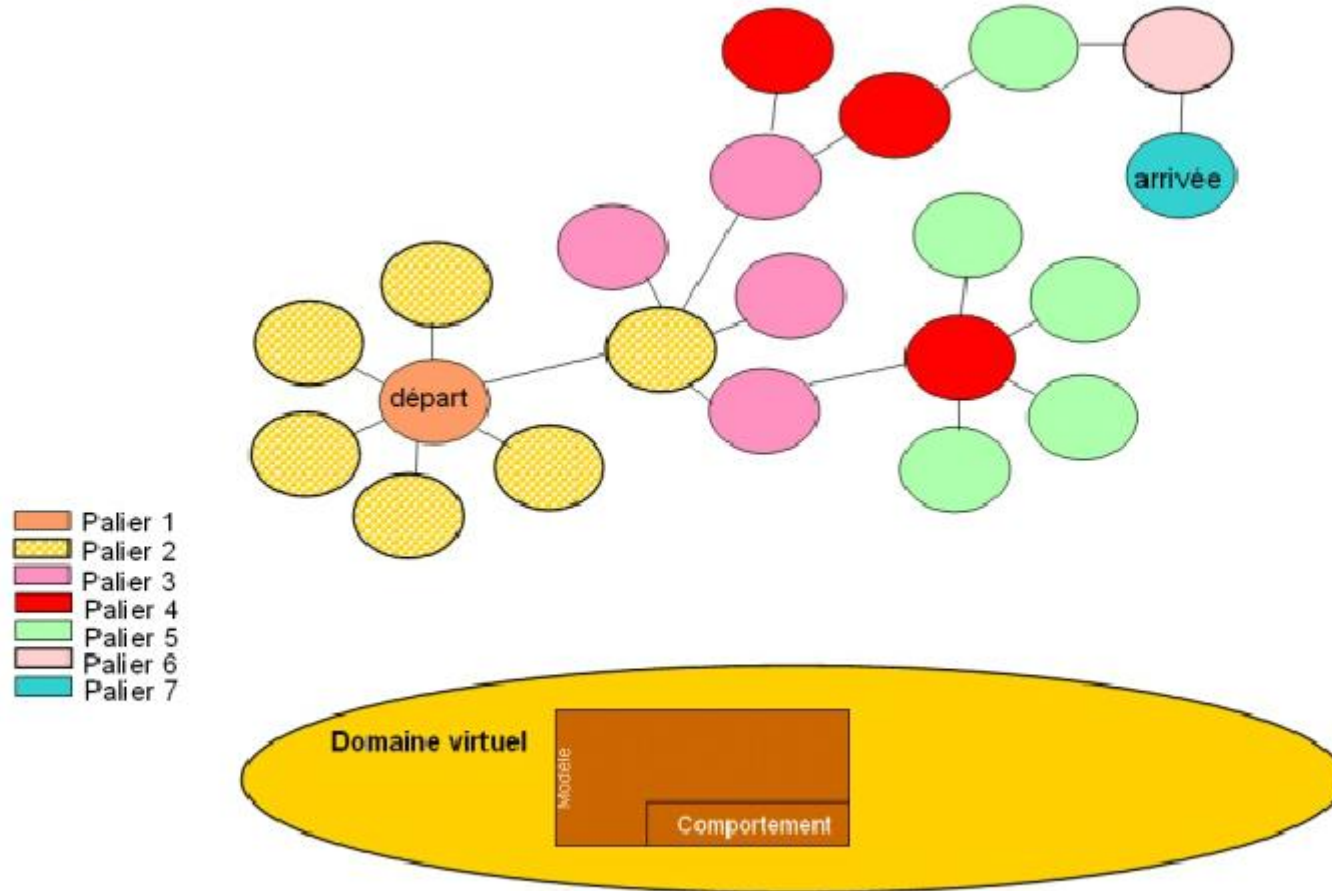 arrivée
départ
Palier 1
Palier 2
Palier 3
Palier 4
Palier 5
Palier 6
Palier 7
Domaine virtuel
Modèle
Comportement